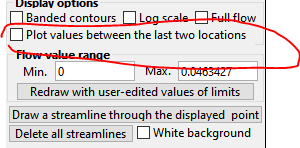 Display options
Banded contours Log scale Full flow
Plot values between the last two locations
Flow value range
Min. 0 Max. 0.0463427
Redraw with user-edited values of limits
Draw a streamline through the displayed point
Delete all streamlines White background